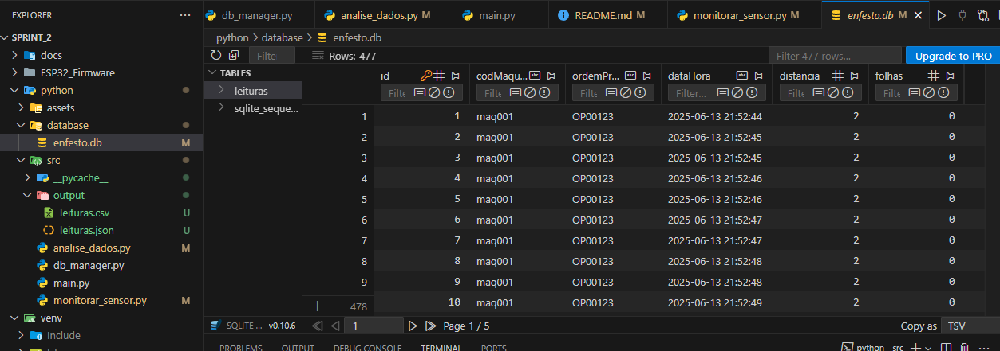 EXPLORER ··· db_manager.py analise_dados.py M main.py README.md M monitorar_sensor.py M enfesto.db M
SPRINT_2 python > database > enfesto.db
docs Filte Rows: 477 Filter 477 rows... Upgrade to PRO
ESP32_Firmware TABLES id codMaqu... ordemPr... dataHora distancia folhas
python leituras Filte Filte Filte Filter... Filte Filte
assets sqlite_seque...
database
enfesto.db M
src
__pycache__
output
leituras.csv U
leituras.json U
analise_dados.py M
db_manager.py
main.py
monitorar_sensor.py M
venv
Include
1 1 maq001 OP00123 2025-06-13 21:52:44 2 0
2 2 maq001 OP00123 2025-06-13 21:52:45 2 0
3 3 maq001 OP00123 2025-06-13 21:52:45 2 0
4 4 maq001 OP00123 2025-06-13 21:52:46 2 0
5 5 maq001 OP00123 2025-06-13 21:52:46 2 0
6 6 maq001 OP00123 2025-06-13 21:52:47 2 0
7 7 maq001 OP00123 2025-06-13 21:52:47 2 0
8 8 maq001 OP00123 2025-06-13 21:52:48 2 0
9 9 maq001 OP00123 2025-06-13 21:52:48 2 0
478 10 maq001 OP00123 2025-06-13 21:52:49 2 0
SQLITE ... v0.10.6 1 Page 1 / 5 Copy as TSV
PROBLEMS OUTPUT DEBUG CONSOLE TERMINAL PORTS python - src